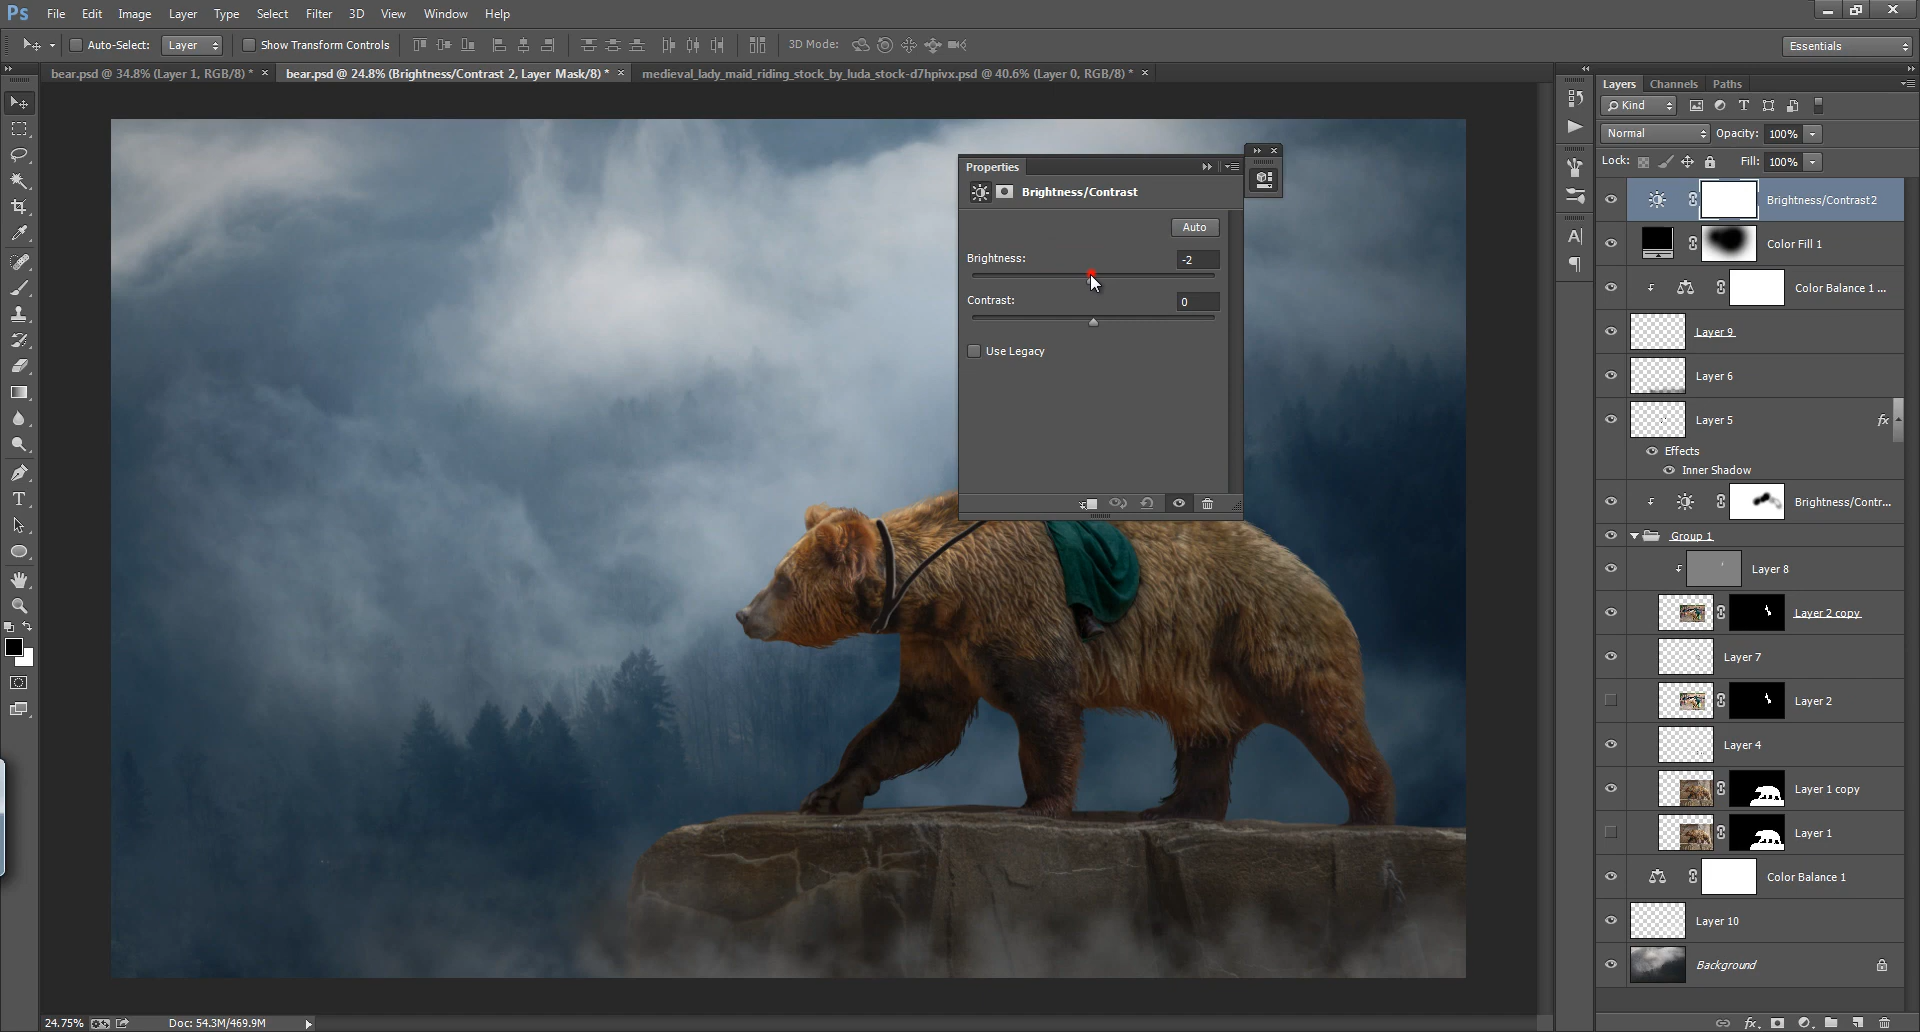 Ps File Edit Image Layer Type Select Filter 3D View Window Help
Auto-Select: Layer Show Transform Controls 3D Mode: Essentials
bear.psd @ 34.8% (Layer 1, RGB/8) * × bear.psd @ 24.8% (Brightness/Contrast 2, Layer Mask/8) * × medieval_lady_maid_riding_stock_by_luda_stock-d7hpivx.psd @ 40.6% (Layer 0, RGB/8) * ×
Properties
Brightness/Contrast
Auto
Brightness: -2
Contrast: 0
Use Legacy
Layers Channels Paths
Kind
Normal Opacity: 100%
Lock: Fill: 100%
Brightness/Contrast2
Color Fill 1
Color Balance 1 ...
Layer 9
Layer 6
Layer 5 fx
Effects
Inner Shadow
Brightness/Contr...
Group 1
Layer 8
Layer 2 copy
Layer 7
Layer 2
Layer 4
Layer 1 copy
Layer 1
Color Balance 1
Layer 10
Background
24.75% Doc: 54.3M/469.9M